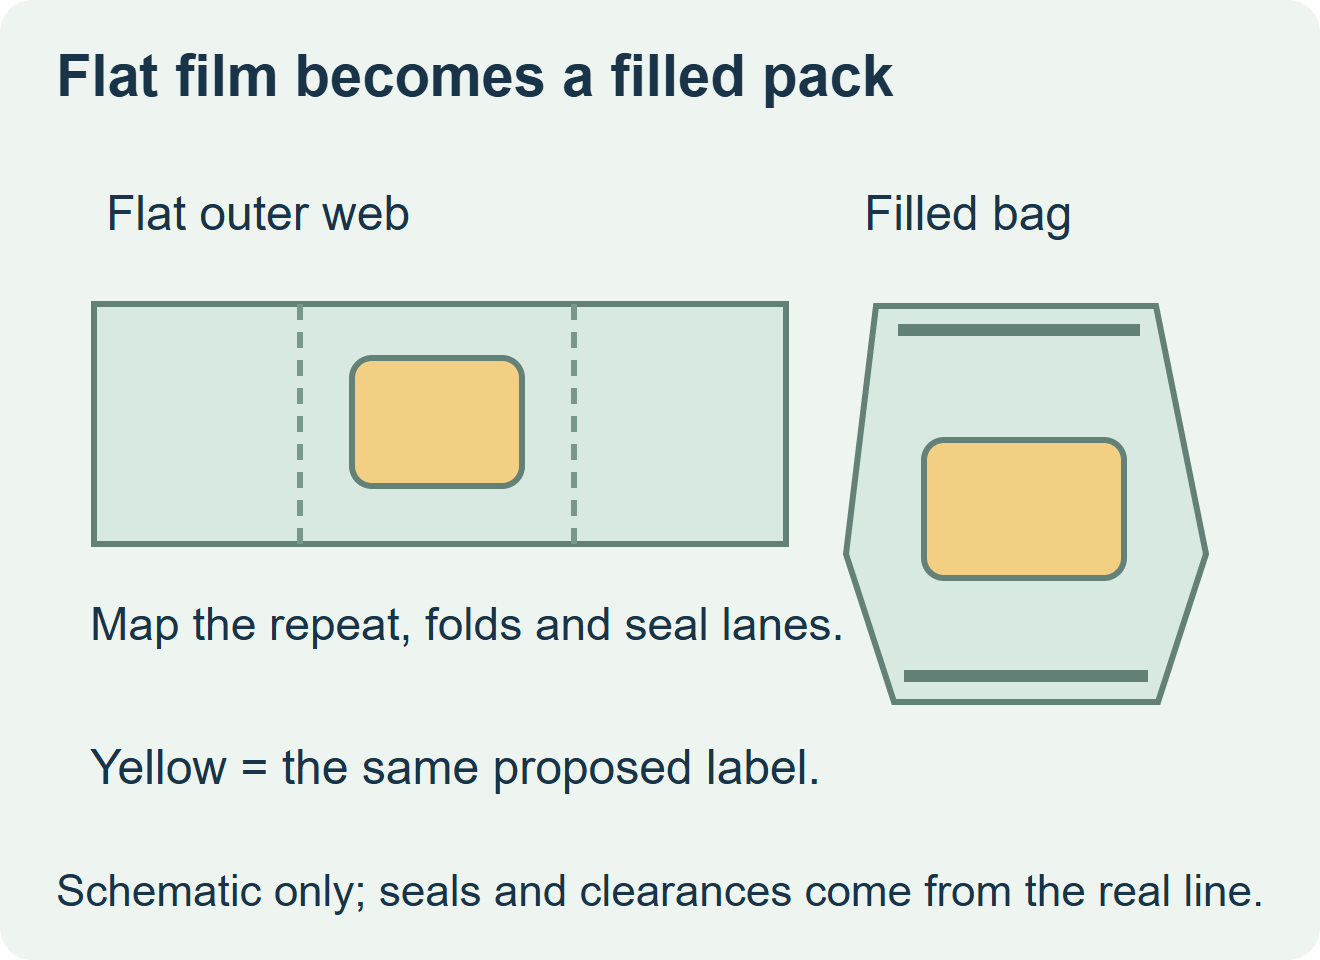 Flat film becomes a filled pack
Flat outer web
Filled bag
Map the repeat, folds and seal lanes.
Yellow = the same proposed label.
Schematic only; seals and clearances come from the real line.